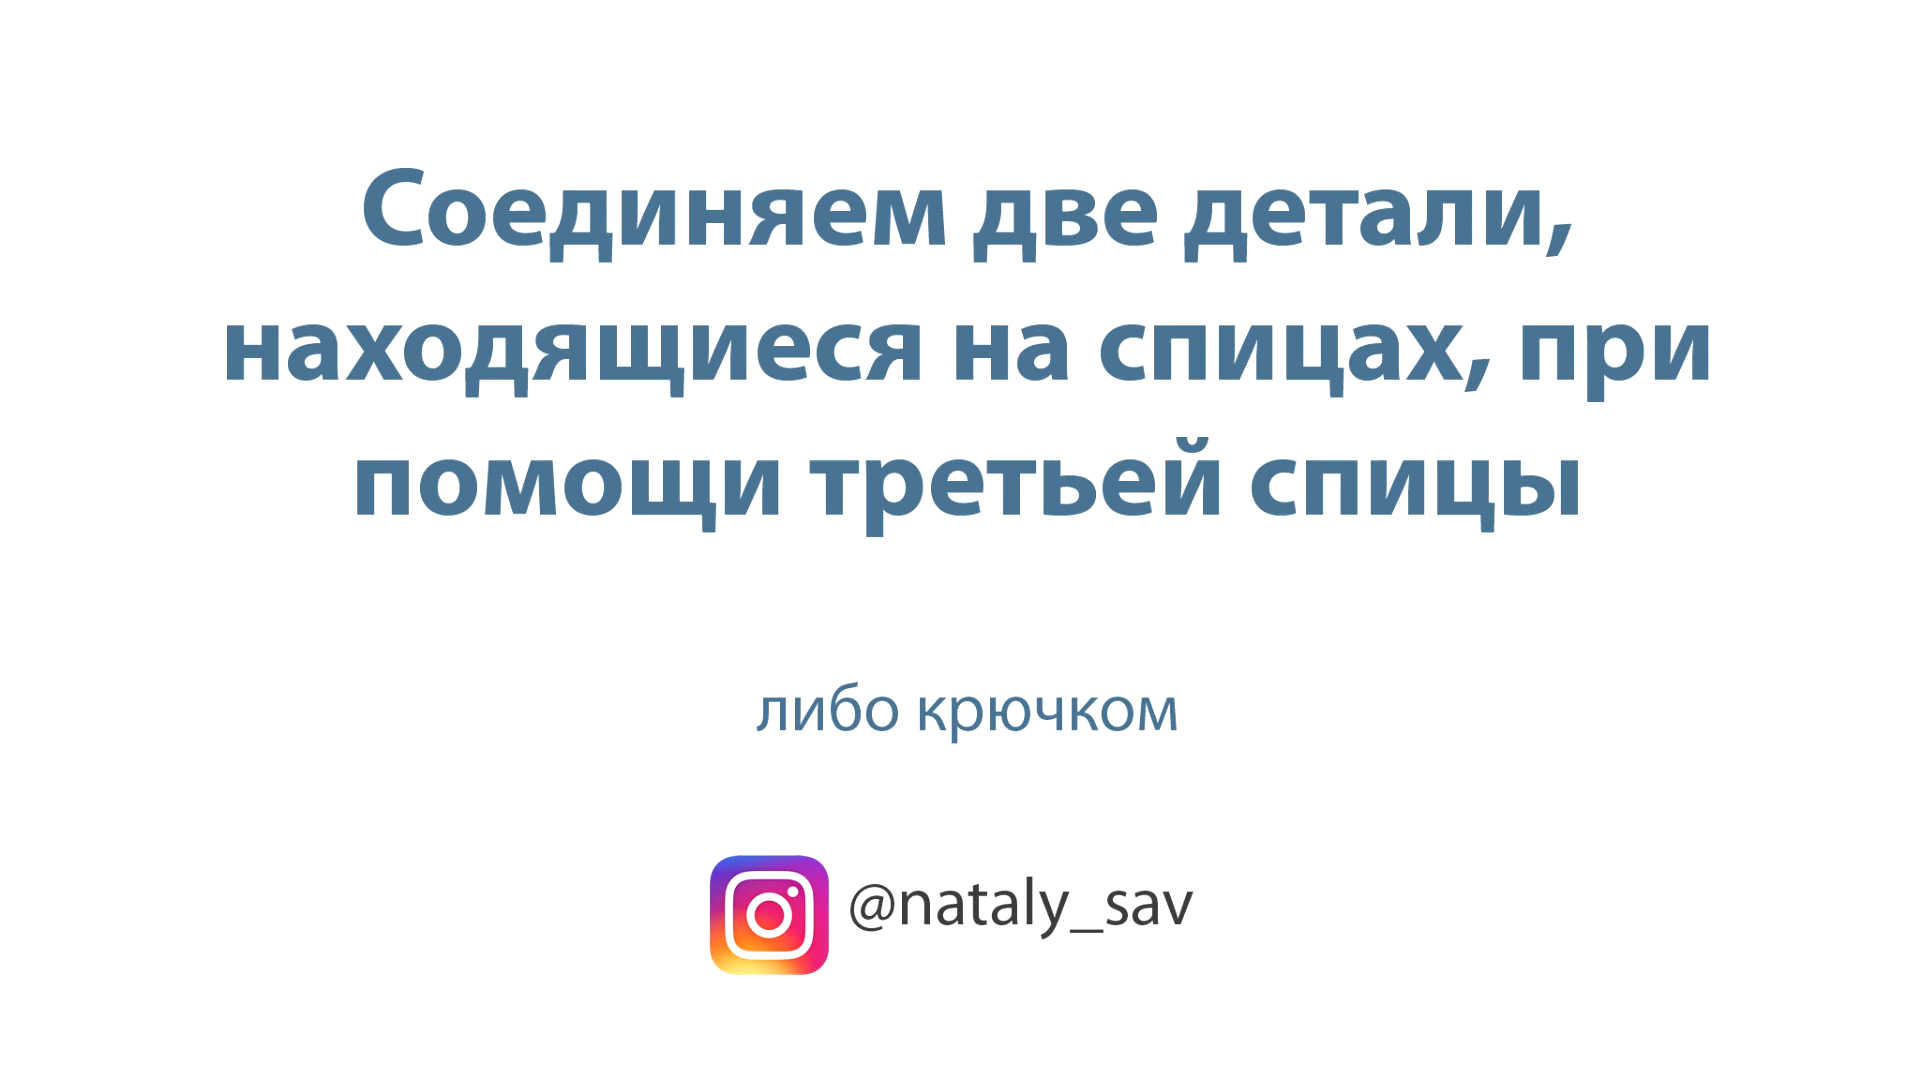 Соединяем две детали,
находящиеся на спицах, при
помощи третьей спицы
либо крючком
@nataly_sav